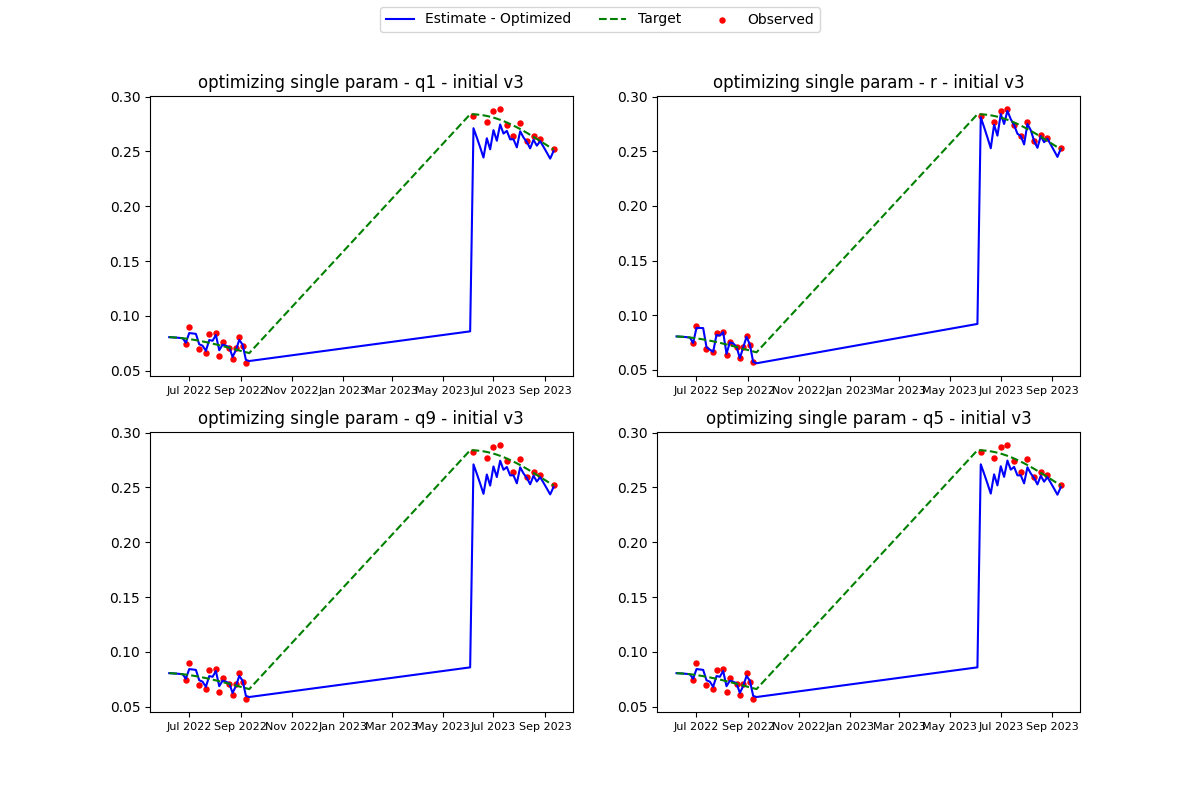 Estimate - Optimized Target Observed
optimizing single param - q1 - initial v3
0.30
0.25
0.20
0.15
0.10
0.05
Jul 2022 Sep 2022 Nov 2022 Jan 2023 Mar 2023 May 2023 Jul 2023 Sep 2023
optimizing single param - r - initial v3
0.30
0.25
0.20
0.15
0.10
0.05
Jul 2022 Sep 2022 Nov 2022 Jan 2023 Mar 2023 May 2023 Jul 2023 Sep 2023
optimizing single param - q9 - initial v3
0.30
0.25
0.20
0.15
0.10
0.05
Jul 2022 Sep 2022 Nov 2022 Jan 2023 Mar 2023 May 2023 Jul 2023 Sep 2023
optimizing single param - q5 - initial v3
0.30
0.25
0.20
0.15
0.10
0.05
Jul 2022 Sep 2022 Nov 2022 Jan 2023 Mar 2023 May 2023 Jul 2023 Sep 2023